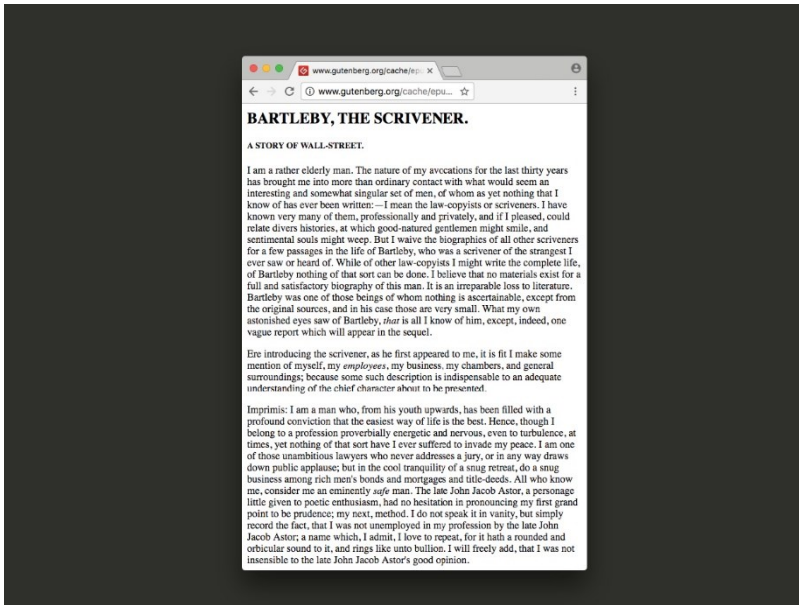 www.gutenberg.org/cache/ep
www.gutenberg.org/cache/epu...
BARTLEBY, THE SCRIVENER.
A STORY OF WALL-STREET.
I am a rather elderly man. The nature of my avocations for the last thirty years
has brought me into more than ordinary contact with what would seem an
interesting and somewhat singular set of men, of whom as yet nothing that I
know of has ever been written:—I mean the law-copyists or scriveners. I have
known very many of them, professionally and privately, and if I pleased, could
relate divers histories, at which good-natured gentlemen might smile, and
sentimental souls might weep. But I waive the biographies of all other scriveners
for a few passages in the life of Bartleby, who was a scrivener of the strangest I
ever saw or heard of. While of other law-copyists I might write the complete life,
of Bartleby nothing of that sort can be done. I believe that no materials exist for a
full and satisfactory biography of this man. It is an irreparable loss to literature.
Bartleby was one of those beings of whom nothing is ascertainable, except from
the original sources, and in his case those are very small. What my own
astonished eyes saw of Bartleby, that is all I know of him, except, indeed, one
vague report which will appear in the sequel.
Ere introducing the scrivener, as he first appeared to me, it is fit I make some
mention of myself, my employees, my business, my chambers, and general
surroundings; because some such description is indispensable to an adequate
understanding of the chief character about to be presented.
Imprimis: I am a man who, from his youth upwards, has been filled with a
profound conviction that the easiest way of life is the best. Hence, though I
belong to a profession proverbially energetic and nervous, even to turbulence, at
times, yet nothing of that sort have I ever suffered to invade my peace. I am one
of those unambitious lawyers who never addresses a jury, or in any way draws
down public applause; but in the cool tranquility of a snug retreat, do a snug
business among rich men's bonds and mortgages and title-deeds. All who know
me, consider me an eminently safe man. The late John Jacob Astor, a personage
little given to poetic enthusiasm, had no hesitation in pronouncing my first grand
point to be prudence; my next, method. I do not speak it in vanity, but simply
record the fact, that I was not unemployed in my profession by the late John
Jacob Astor; a name which, I admit, I love to repeat, for it hath a rounded and
orbicular sound to it, and rings like unto bullion. I will freely add, that I was not
insensible to the late John Jacob Astor's good opinion.